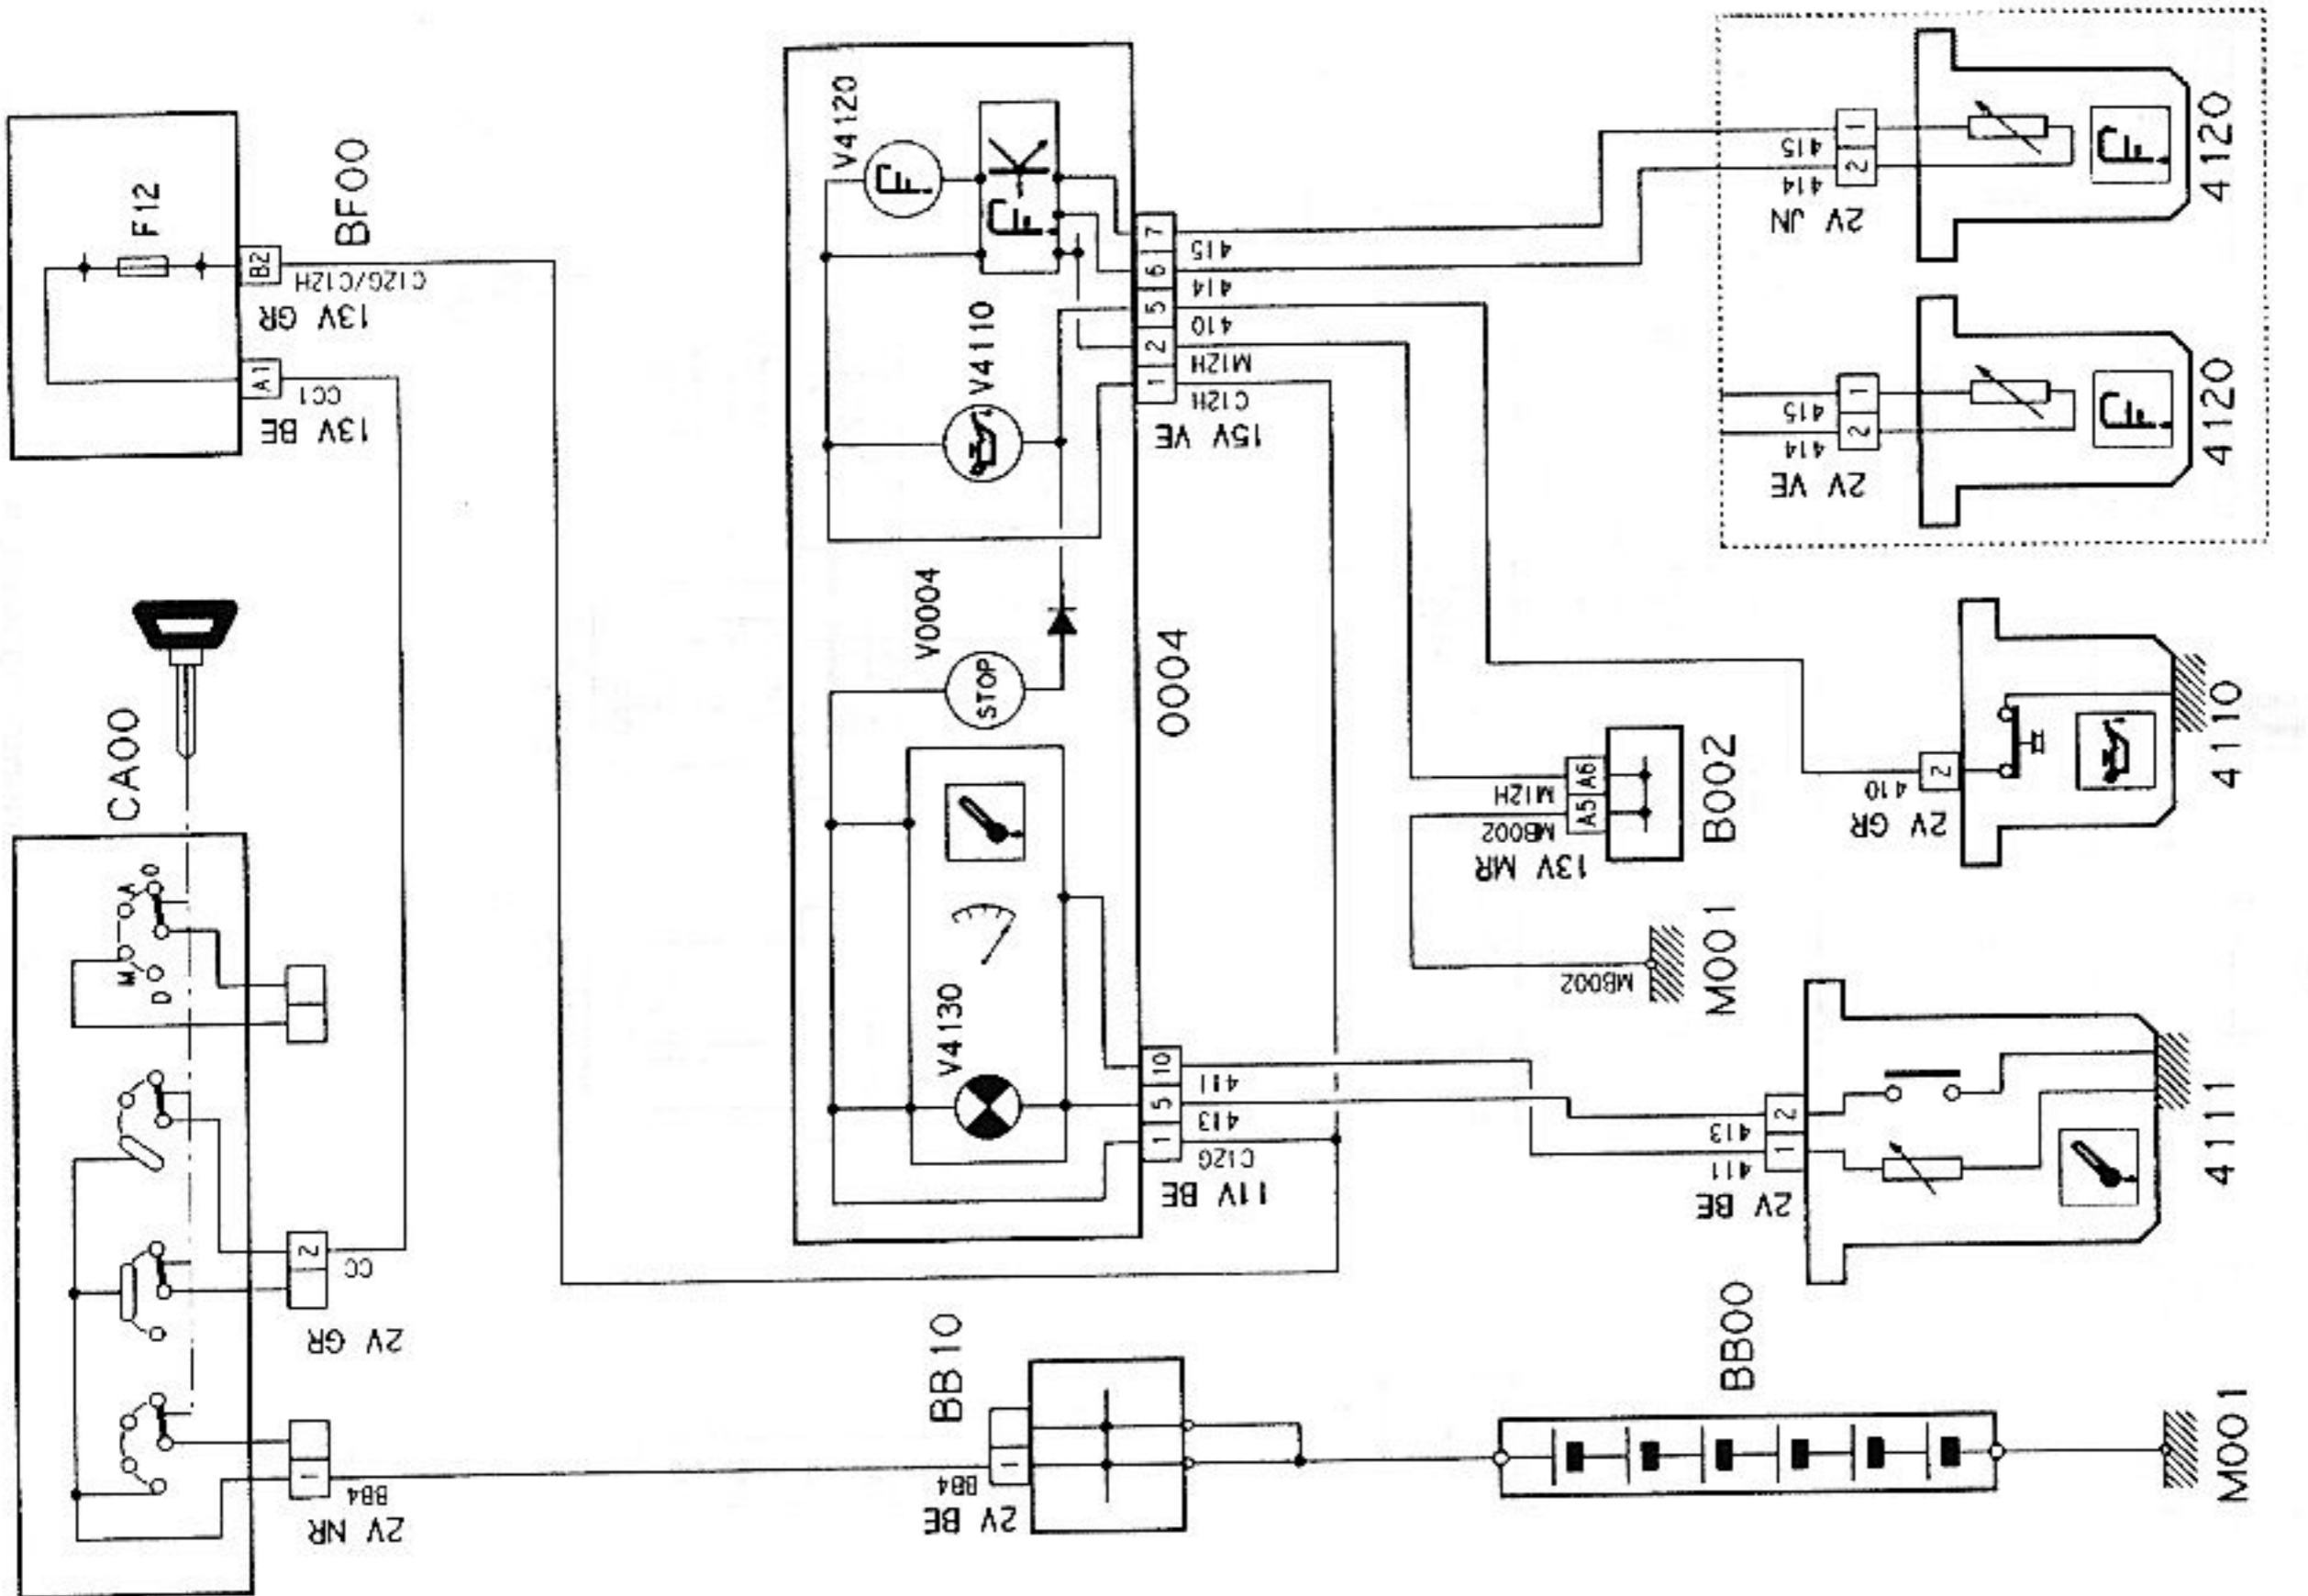 CA00
M
A
D
O
1
BB4
2V NR
2
CC
2V GR
F12
BF00
B2
C12G/C12H
13V GR
A1
CC1
13V BE
BB10
1
BB4
2V BE
BB00
M001
0004
V4130
V0004
STOP
V4110
V4120
10
411
5
413
1
C12G
11V BE
7
415
6
414
5
410
2
M12H
1
C12H
15V VE
B002
A6
M12H
A5
MB002
13V MR
MB002
M001
2
413
1
411
2V BE
4111
2
410
2V GR
4110
1
415
2
414
2V VE
4120
1
415
2
414
2V JN
4120